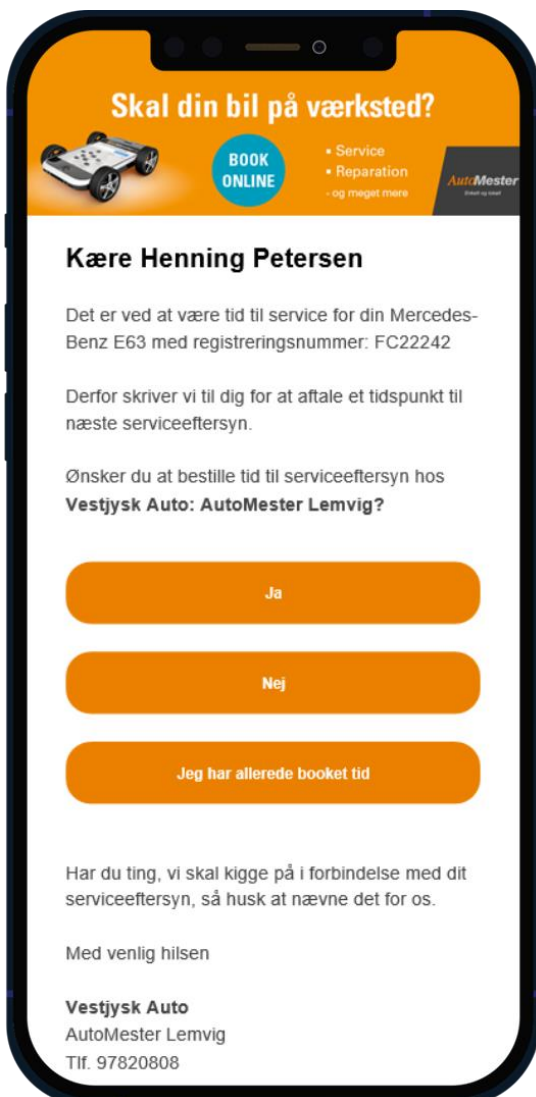 Skal din bil på værksted?
BOOK
ONLINE
• Service
• Reparation
- og meget mere
AutoMester
Kære Henning Petersen
Det er ved at være tid til service for din Mercedes-
Benz E63 med registreringsnummer: FC22242
Derfor skriver vi til dig for at aftale et tidspunkt til
næste serviceeftersyn.
Ønsker du at bestille tid til serviceeftersyn hos
Vestjysk Auto: AutoMester Lemvig?
Ja
Nej
Jeg har allerede booket tid
Har du ting, vi skal kigge på i forbindelse med dit
serviceeftersyn, så husk at nævne det for os.
Med venlig hilsen
Vestjysk Auto
AutoMester Lemvig
Tlf. 97820808